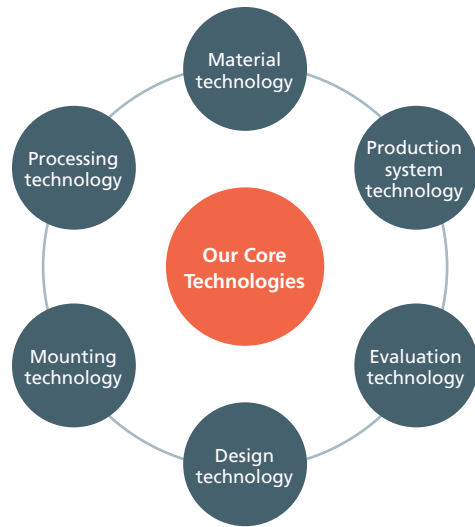 Material
technology
Production
system
technology
Evaluation
technology
Design
technology
Mounting
technology
Processing
technology
Our Core
Technologies